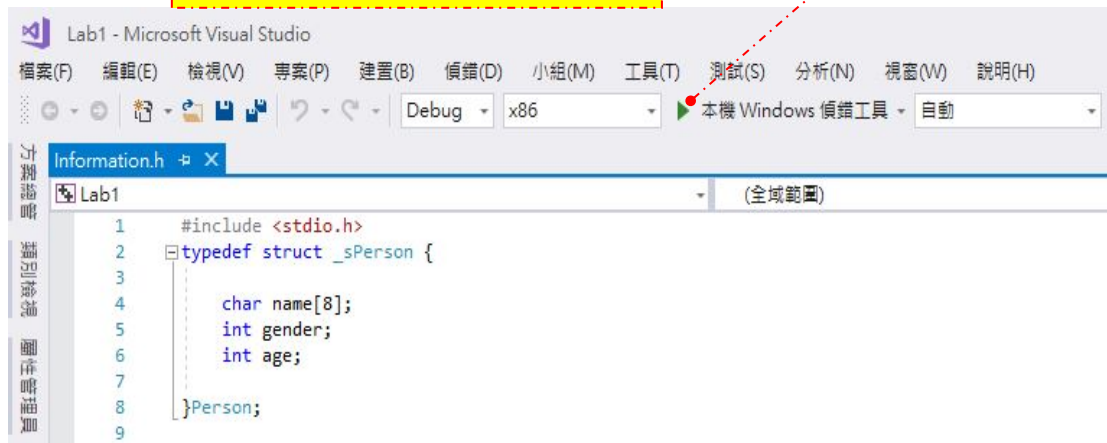 Lab1 - Microsoft Visual Studio
檔案(F) 編輯(E) 檢視(V) 專案(P) 建置(B) 偵錯(D) 小組(M) 工具(T) 測試(S) 分析(N) 視窗(W) 說明(H)
Debug x86 本機 Windows 偵錯工具 自動
方案總管
類別檢視
屬性管理員
Information.h
Lab1 (全域範圍)
1 #include <stdio.h>
2 typedef struct _sPerson {
3
4 char name[8];
5 int gender;
6 int age;
7
8 }Person;
9